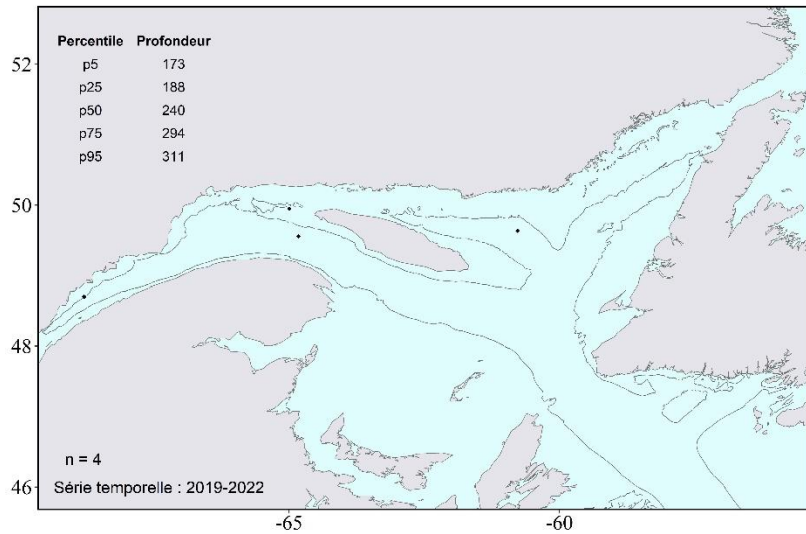 Percentile Profondeur
p5 173
p25 188
p50 240
p75 294
p95 311
52
50
48
46
n = 4
Série temporelle : 2019-2022
-65 -60